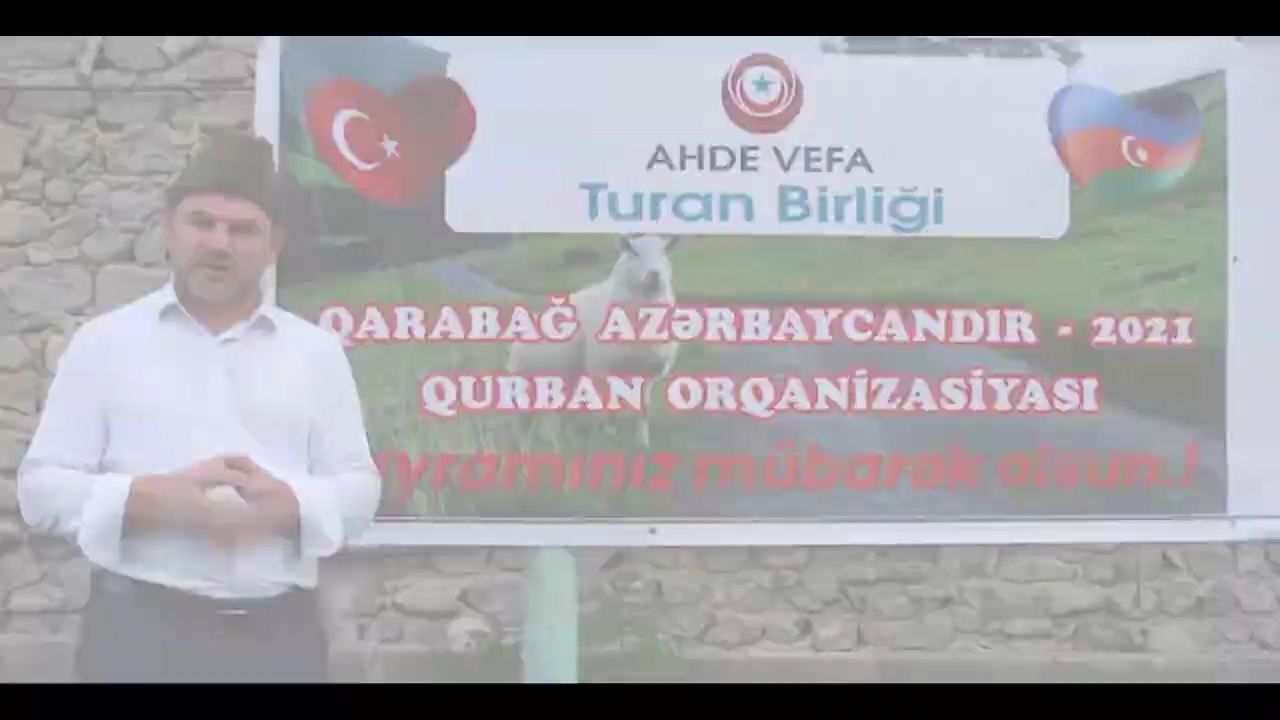 AHDE VEFA
Turan Birliği
QARABAĞ AZƏRBAYCANDIR - 2021
QURBAN ORQANİZASİYASI
mübarək olsun.!